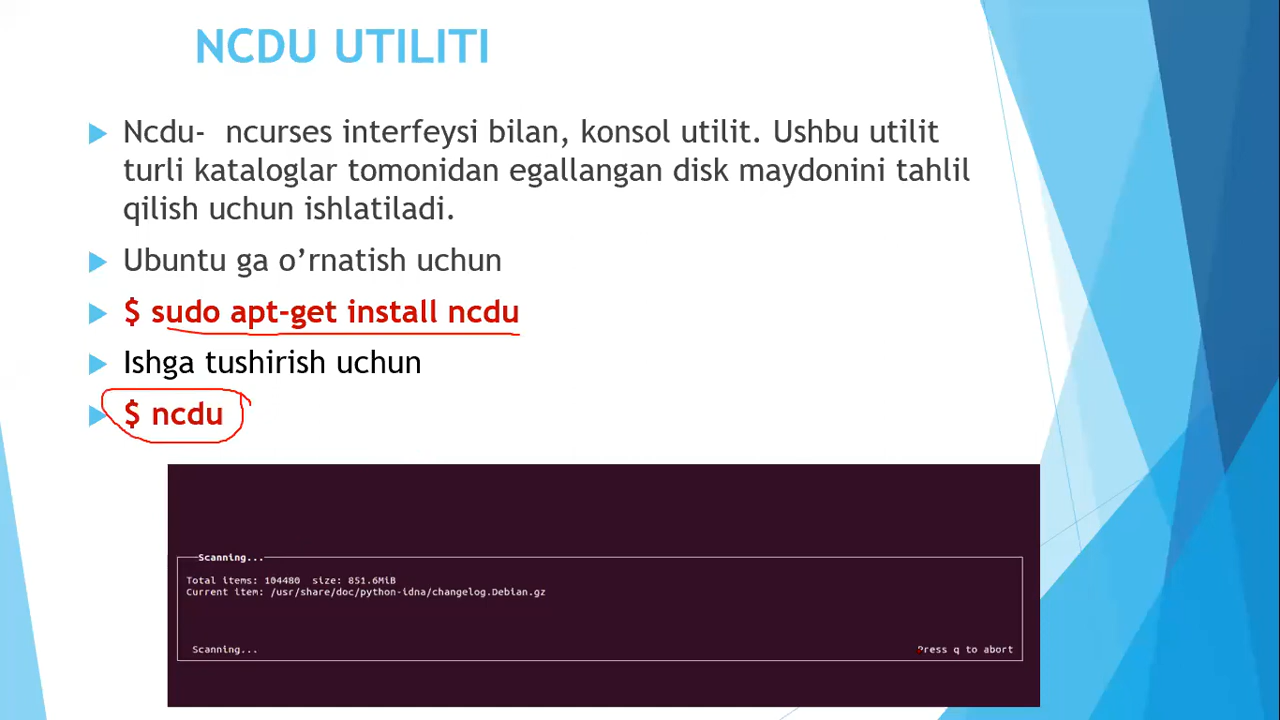 NCDU UTILITI
Ncdu- ncurses interfeysi bilan, konsol utilit. Ushbu utilit
turli kataloglar tomonidan egallangan disk maydonini tahlil
qilish uchun ishlatiladi.
Ubuntu ga o’rnatish uchun
$ sudo apt-get install ncdu
Ishga tushirish uchun
$ ncdu
Scanning...
Total items: 104480 size: 851.6MiB
Current item: /usr/share/doc/python-idna/changelog.Debian.gz
Scanning... Press q to abort